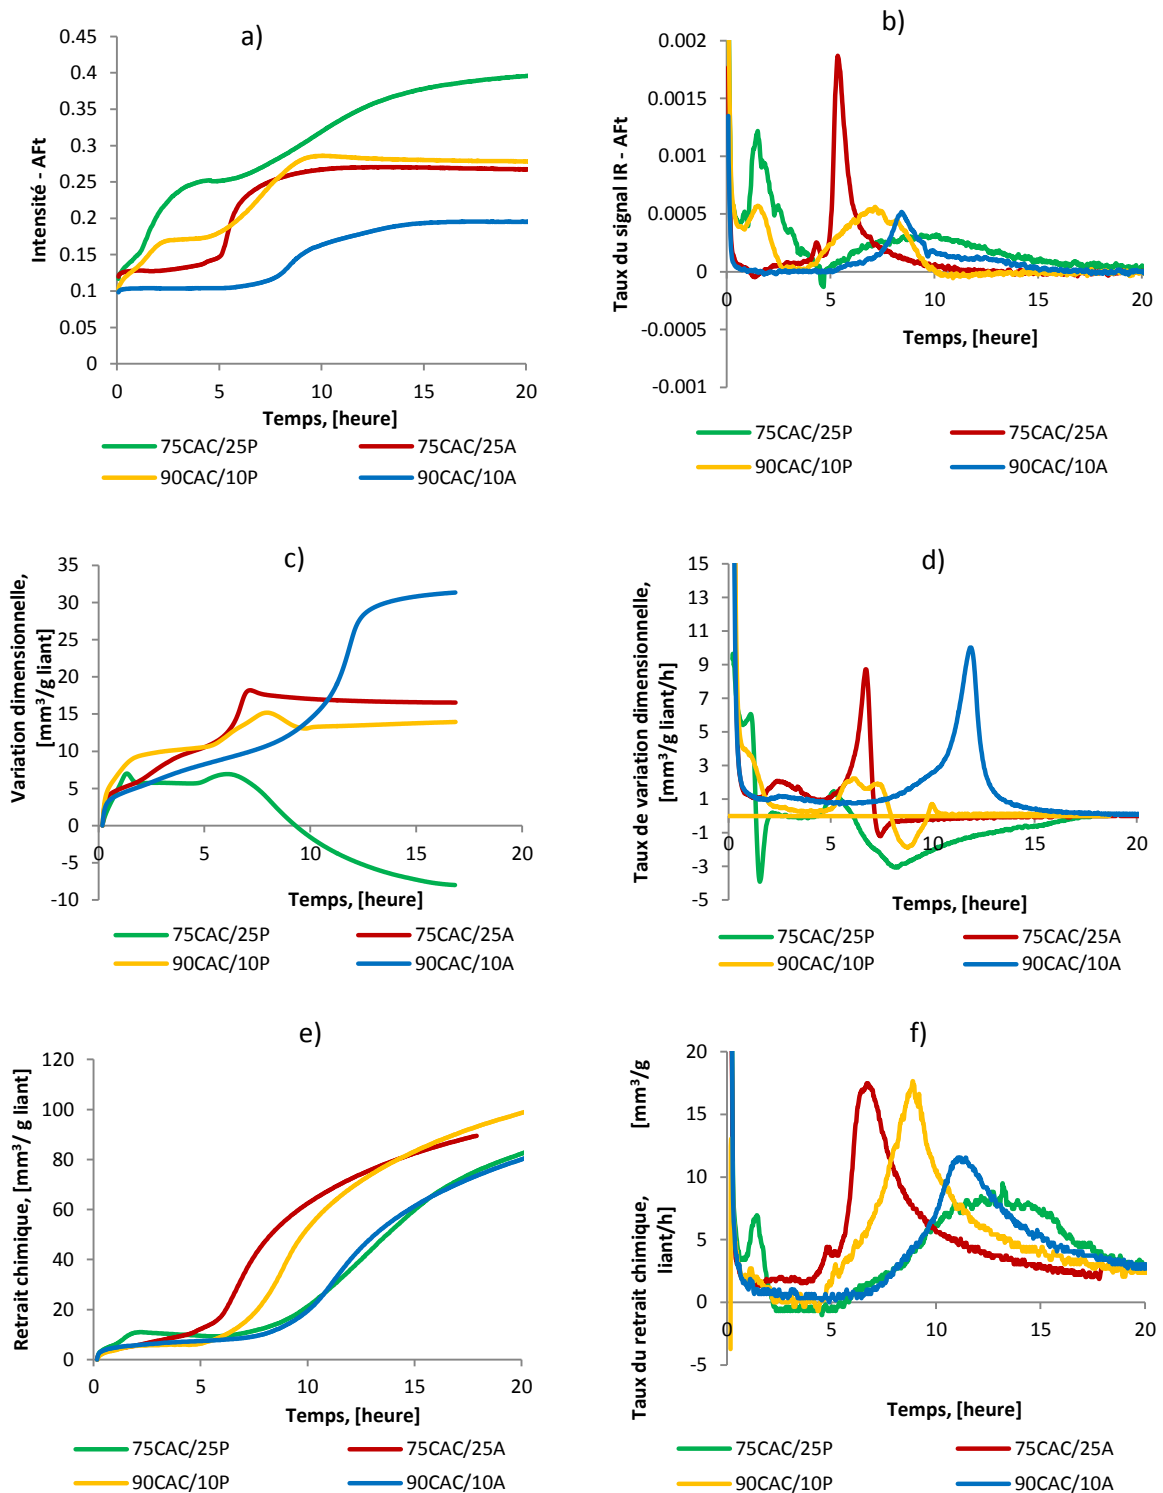 a)
0.45
0.4
0.35
0.3
0.25
0.2
0.15
0.1
0.05
0
Intensité - AFt
0 5 10 15 20
Temps, [heure]
75CAC/25P 75CAC/25A
90CAC/10P 90CAC/10A
b)
0.002
0.0015
0.001
0.0005
0
-0.0005
-0.001
Taux du signal IR - AFt
0 5 10 15 20
Temps, [heure]
75CAC/25P 75CAC/25A
90CAC/10P 90CAC/10A
c)
35
30
25
20
15
10
5
0
-5
-10
Variation dimensionnelle,
[mm³/g liant]
0 5 10 15 20
Temps, [heure]
75CAC/25P 75CAC/25A
90CAC/10P 90CAC/10A
d)
15
13
11
9
7
5
3
1
-1
-3
-5
Taux de variation dimensionnelle,
[mm³/g liant/h]
0 5 10 15 20
Temps, [heure]
75CAC/25P 75CAC/25A
90CAC/10P 90CAC/10A
e)
120
100
80
60
40
20
0
Retrait chimique, [mm³/ g liant]
0 5 10 15 20
Temps, [heure]
75CAC/25P 75CAC/25A
90CAC/10P 90CAC/10A
f)
20
15
10
5
0
-5
Taux du retrait chimique, [mm³/g
liant/h]
0 5 10 15 20
Temps, [heure]
75CAC/25P 75CAC/25A
90CAC/10P 90CAC/10A